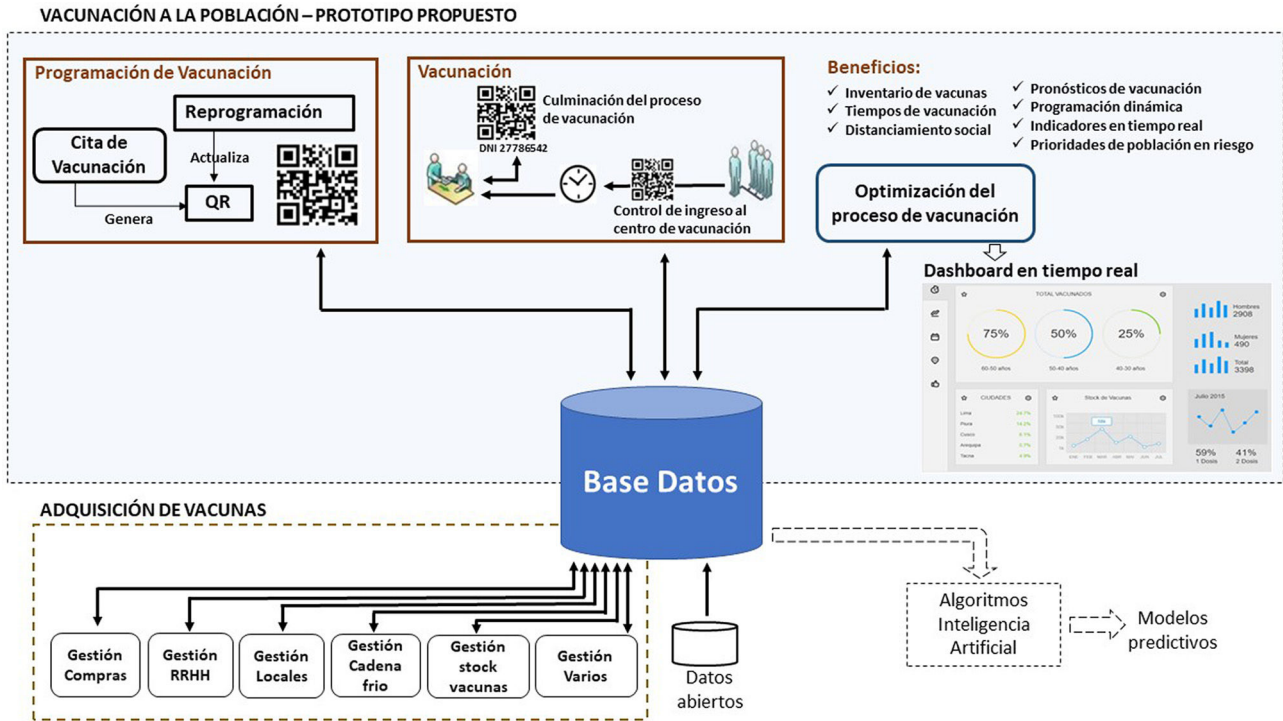 VACUNACIÓN A LA POBLACIÓN – PROTOTIPO PROPUESTO
Programación de Vacunación
Reprogramación
Cita de
Vacunación
Actualiza
QR
Genera
Vacunación
Culminación del proceso
de vacunación
DNI 27786542
Control de ingreso al
centro de vacunación
Beneficios:
✓ Inventario de vacunas
✓ Tiempos de vacunación
✓ Distanciamiento social
✓ Pronósticos de vacunación
✓ Programación dinámica
✓ Indicadores en tiempo real
✓ Prioridades de población en riesgo
Optimización del
proceso de vacunación
Dashboard en tiempo real
TOTAL VACUNADOS
75%
50%
25%
60-50 años
50-40 años
40-30 años
Hombres
2908
Mujeres
490
Total
3398
CIUDADES
Lima
Piura
Cusco
Arequipa
Tacna
Stock de Vacunas
Julio 2015
59%
1 Dosis
41%
2 Dosis
Base Datos
ADQUISICIÓN DE VACUNAS
Gestión
Compras
Gestión
RRHH
Gestión
Locales
Gestión
Cadena
frio
Gestión
stock
vacunas
Gestión
Varios
Datos
abiertos
Algoritmos
Inteligencia
Artificial
Modelos
predictivos